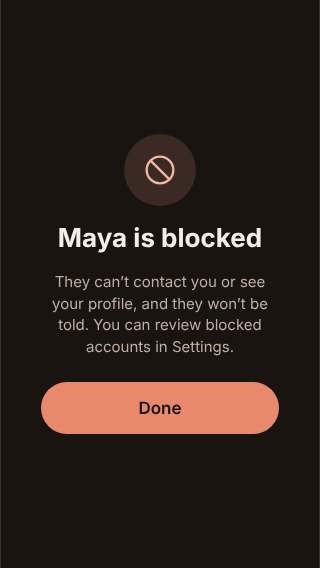 Maya is blocked
They can’t contact you or see
your profile, and they won’t be
told. You can review blocked
accounts in Settings.
Done